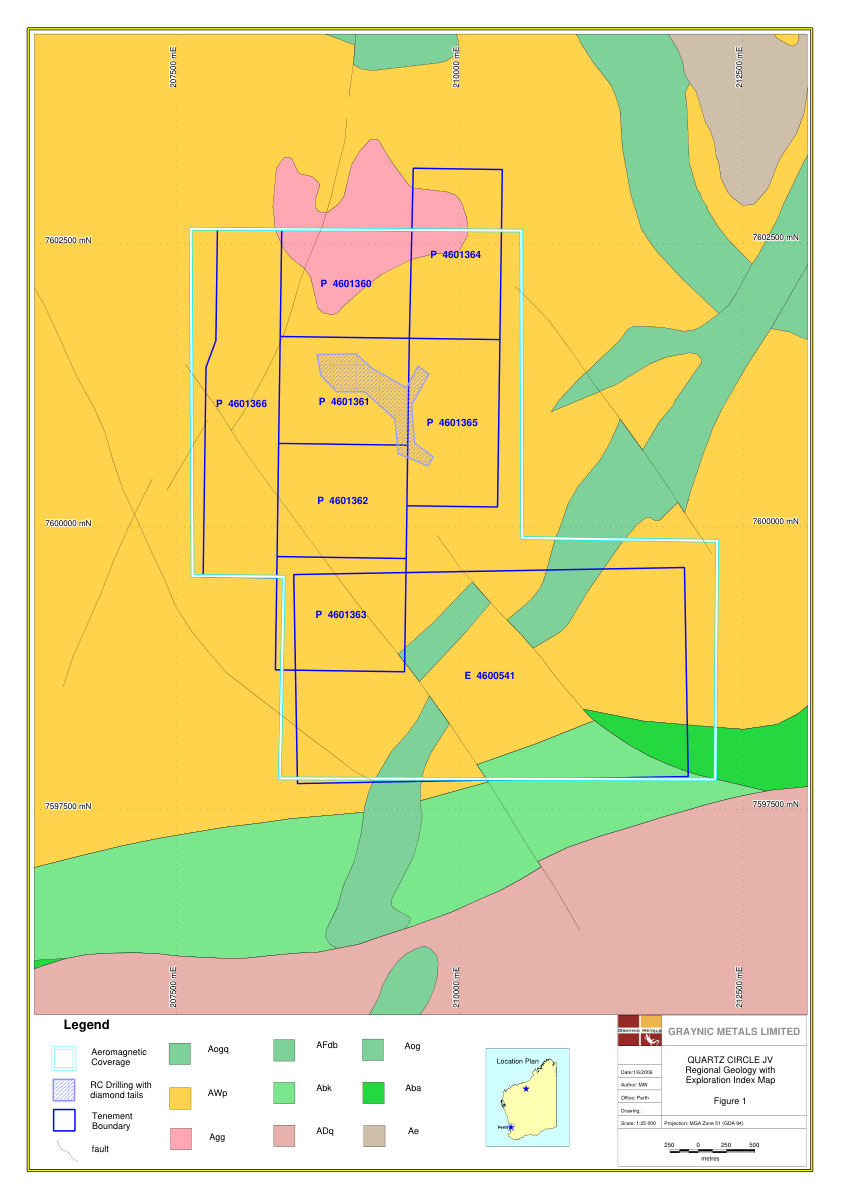 207500 mE
210000 mE
212500 mE
7602500 mN
7602500 mN
P 4601364
P 4601360
P 4601366
P 4601361
P 4601365
P 4601362
7600000 mN
7600000 mN
P 4601363
E 4600541
7597500 mN
7597500 mN
207500 mE
210000 mE
212500 mE
Legend
Aeromagnetic
Coverage
RC Drilling with
diamond tails
Tenement
Boundary
fault
Aogq
AWp
Agg
AFdb
Abk
ADq
Aog
Aba
Ae
Location Plan
Perth
GRAYNIC METALS
GRAYNIC METALS LIMITED
QUARTZ CIRCLE JV
Regional Geology with
Exploration Index Map
Figure 1
Date:1/6/2006
Author: MW
Office: Perth
Drawing:
Scale: 1:25 000
Projection: MGA Zone 51 (GDA 94)
250 0 250 500
metres